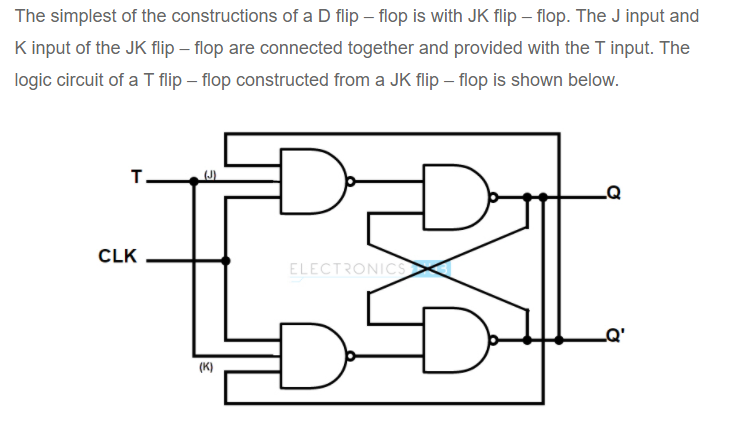 The simplest of the constructions of a D flip – flop is with JK flip – flop. The J input and
K input of the JK flip – flop are connected together and provided with the T input. The
logic circuit of a T flip – flop constructed from a JK flip – flop is shown below.
T
(J)
Q
CLK
ELECTRONICS
Q'
(K)